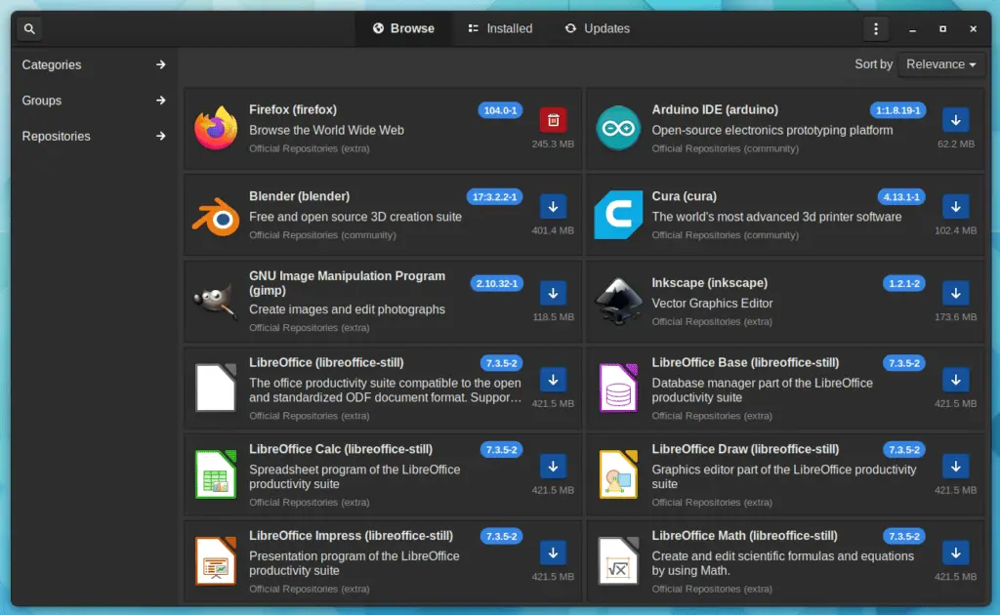 Browse
Installed
Updates
Categories
Groups
Repositories
Sort by
Relevance
Firefox (firefox)
104.0-1
Browse the World Wide Web
245.3 MB
Official Repositories (extra)
Arduino IDE (arduino)
1:1.8.19-1
Open-source electronics prototyping platform
62.2 MB
Official Repositories (community)
Blender (blender)
17:3.2.2-1
Free and open source 3D creation suite
401.4 MB
Official Repositories (community)
Cura (cura)
4.13.1-1
The world's most advanced 3d printer software
102.4 MB
Official Repositories (community)
GNU Image Manipulation Program
(gimp)
2.10.32-1
Create images and edit photographs
118.5 MB
Official Repositories (extra)
Inkscape (inkscape)
1.2.1-2
Vector Graphics Editor
173.6 MB
Official Repositories (extra)
LibreOffice (libreoffice-still)
7.3.5-2
The office productivity suite compatible to the open
and standardized ODF document format. Suppor…
421.5 MB
Official Repositories (extra)
LibreOffice Base (libreoffice-still)
7.3.5-2
Database manager part of the LibreOffice
productivity suite
421.5 MB
Official Repositories (extra)
LibreOffice Calc (libreoffice-still)
7.3.5-2
Spreadsheet program of the LibreOffice
productivity suite
421.5 MB
Official Repositories (extra)
LibreOffice Draw (libreoffice-still)
7.3.5-2
Graphics editor part of the LibreOffice productivity
suite
421.5 MB
Official Repositories (extra)
LibreOffice Impress (libreoffice-still)
7.3.5-2
Presentation program of the LibreOffice
productivity suite
421.5 MB
Official Repositories (extra)
LibreOffice Math (libreoffice-still)
7.3.5-2
Create and edit scientific formulas and equations
by using Math.
421.5 MB
Official Repositories (extra)